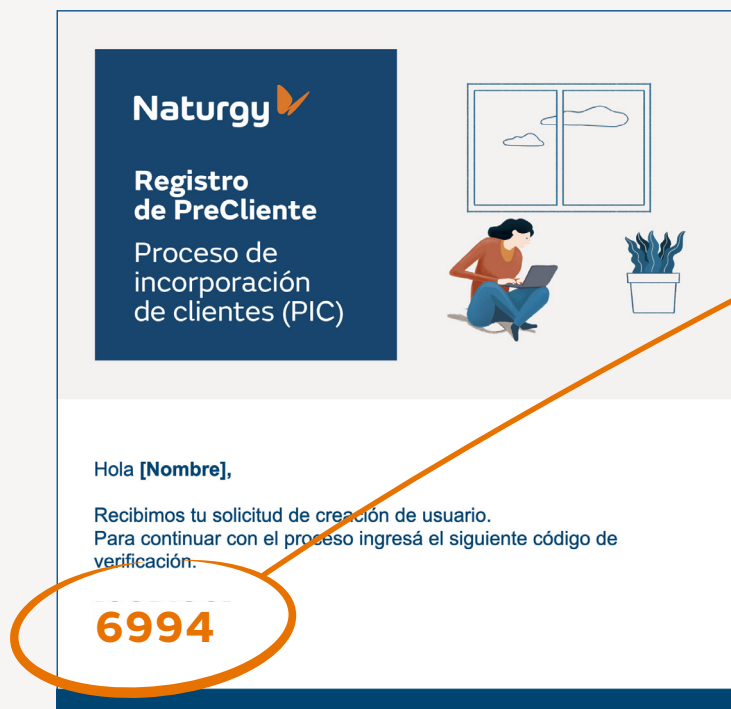 Naturgy
Registro
de PreCliente
Proceso de
incorporación
de clientes (PIC)
Hola [Nombre],
Recibimos tu solicitud de creación de usuario.
Para continuar con el proceso ingresá el siguiente código de
verificación.
6994